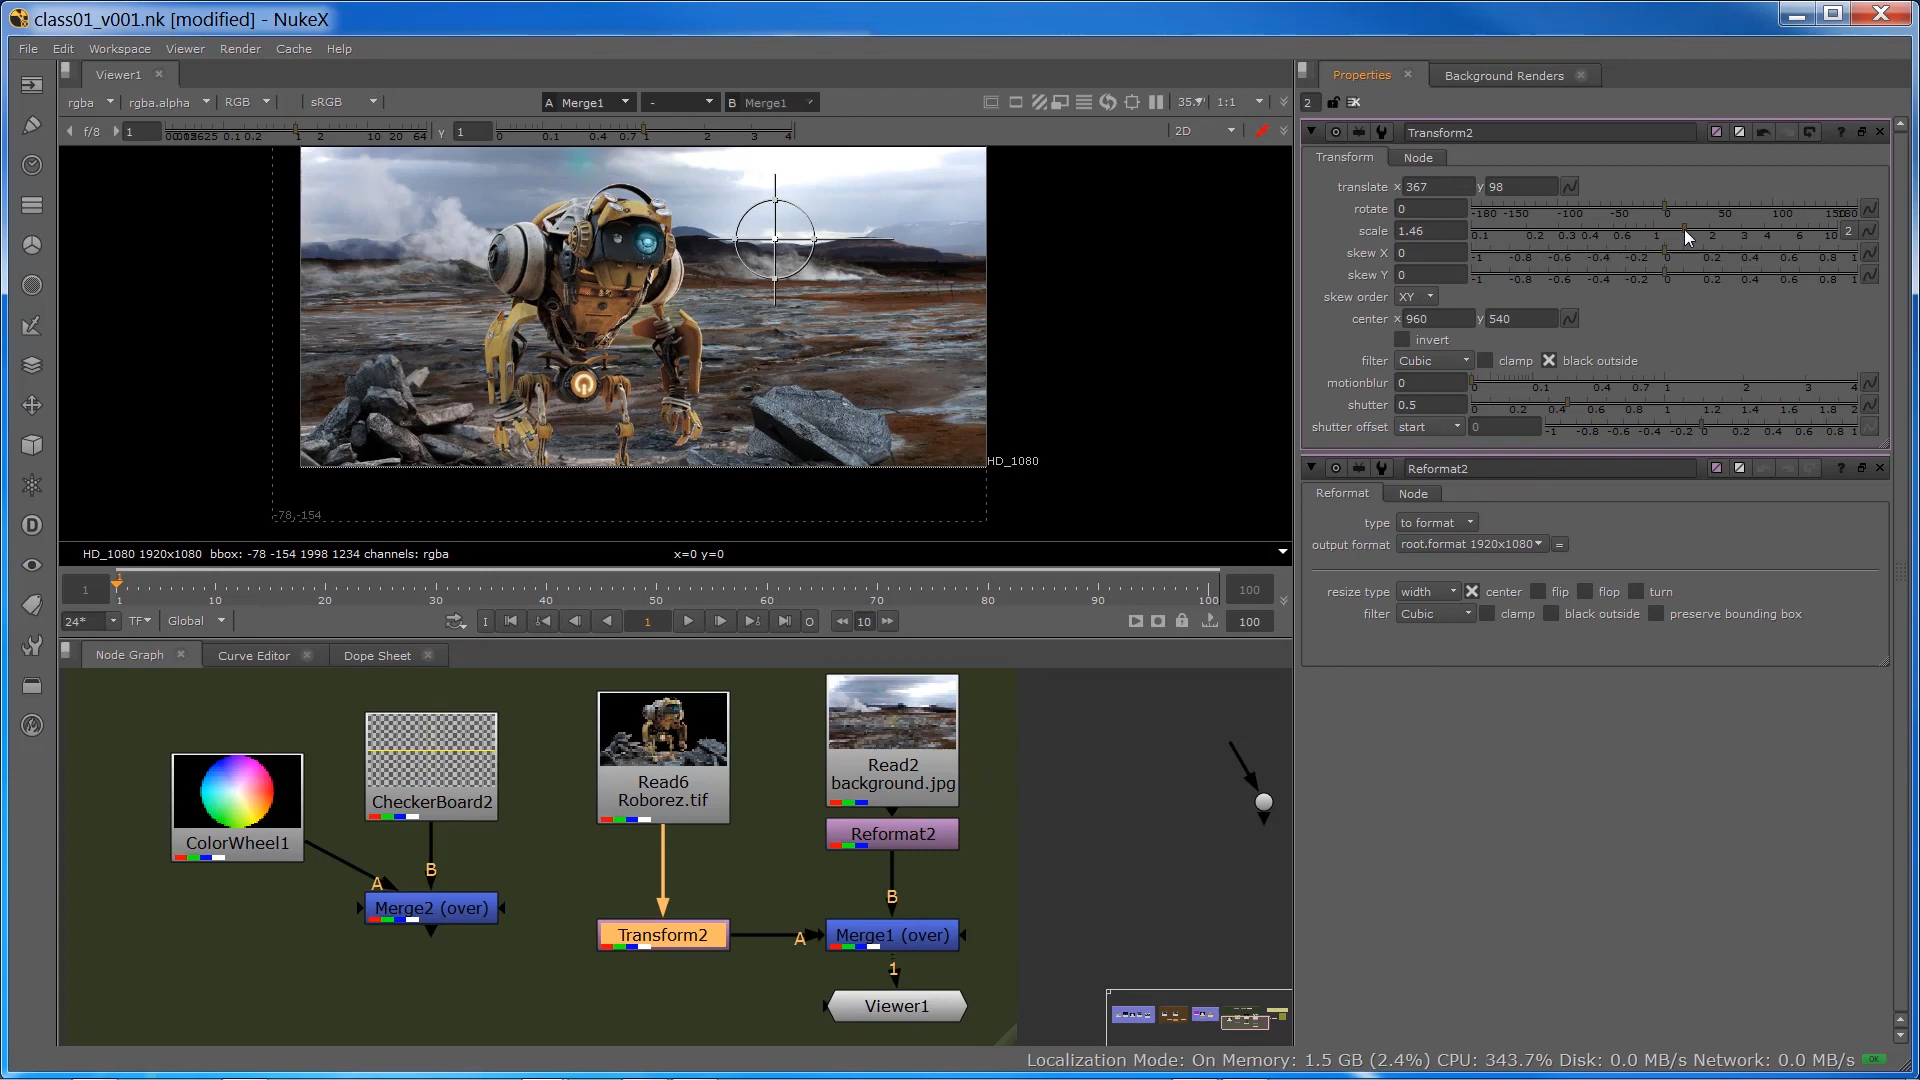 class01_v001.nk [modified] - NukeX
File Edit Workspace Viewer Render Cache Help
Viewer1
rgba rgba.alpha RGB sRGB A Merge1 - B Merge1 1:1
f/8 1 0.1 0.2 1 2 10 20 64 y 1 0 0.1 0.4 0.7 1 2 3 4 2D
HD_1080
-78,-154
HD_1080 1920x1080 bbox: -78 -154 1998 1234 channels: rgba x=0 y=0
1 1 1 10 20 30 40 50 60 70 80 90 100 100
24* TF Global I 1 O 10 100
Node Graph Curve Editor Dope Sheet
ColorWheel1
CheckerBoard2
A
B
Merge2 (over)
Read6
Roborez.tif
Transform2
A
Read2
background.jpg
Reformat2
B
Merge1 (over)
1
Viewer1
Properties Background Renders
2
Transform2 ?
Transform Node
translate x 367 y 98
rotate 0 -180 -150 -100 -50 0 50 100 150 180
scale 1.46 0.1 0.2 0.3 0.4 0.6 1 2 3 4 6 10 2
skew X 0 -1 -0.8 -0.6 -0.4 -0.2 0 0.2 0.4 0.6 0.8 1
skew Y 0 -1 -0.8 -0.6 -0.4 -0.2 0 0.2 0.4 0.6 0.8 1
skew order XY
center x 960 y 540
invert
filter Cubic clamp black outside
motionblur 0 0 0.1 0.4 0.7 1 2 3 4
shutter 0.5 0 0.2 0.4 0.6 0.8 1 1.2 1.4 1.6 1.8 2
shutter offset start 0 -1 -0.8 -0.6 -0.4 -0.2 0 0.2 0.4 0.6 0.8 1
Reformat2 ?
Reformat Node
type to format
output format root.format 1920x1080 =
resize type width center flip flop turn
filter Cubic clamp black outside preserve bounding box
Localization Mode: On Memory: 1.5 GB (2.4%) CPU: 343.7% Disk: 0.0 MB/s Network: 0.0 MB/s OK